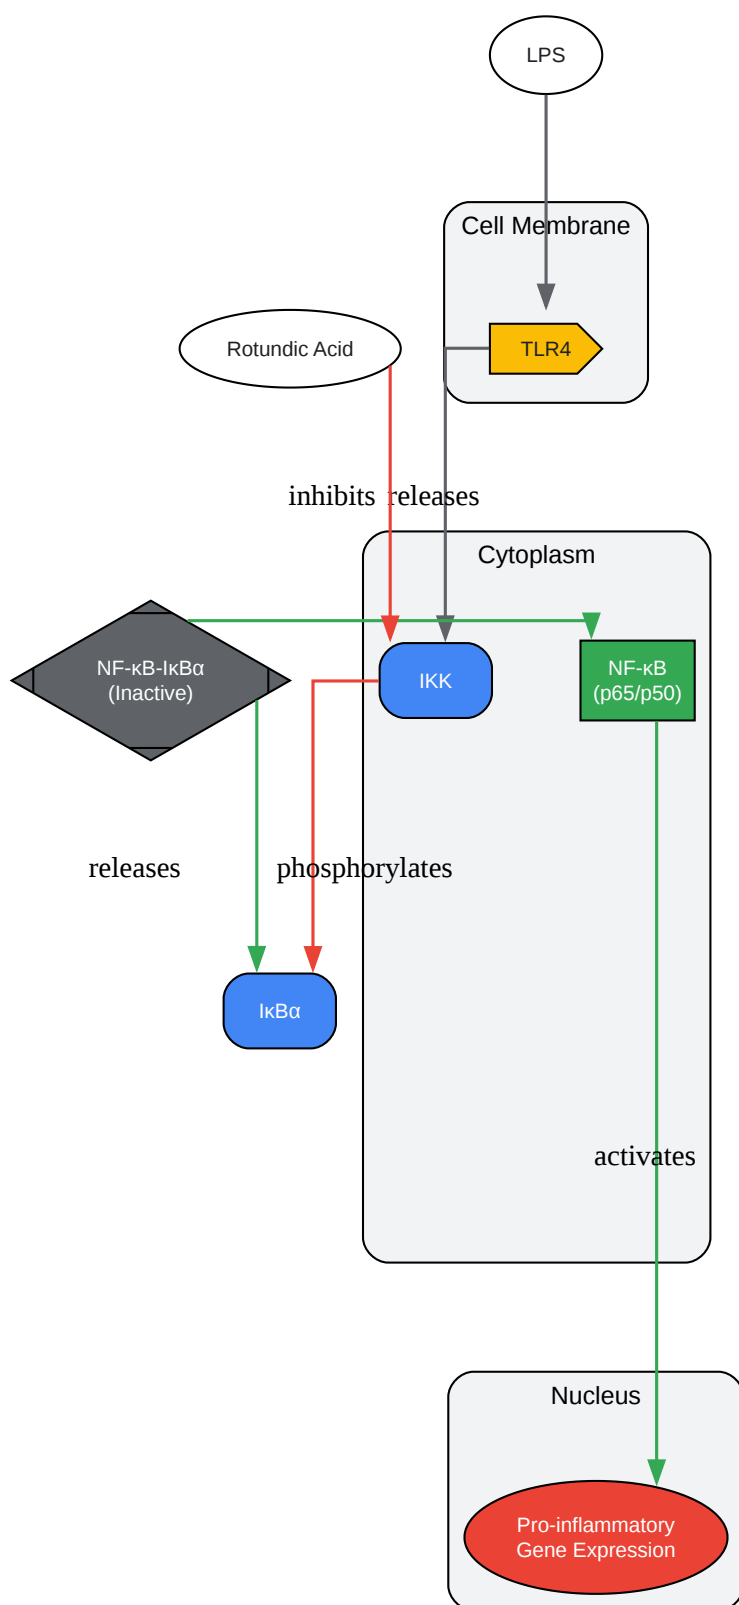 LPS
Cell Membrane
TLR4
Rotundic Acid
inhibits
releases
Cytoplasm
NF-κB-IκBα
(Inactive)
IKK
NF-κB
(p65/p50)
releases
phosphorylates
IκBα
activates
Nucleus
Pro-inflammatory
Gene Expression